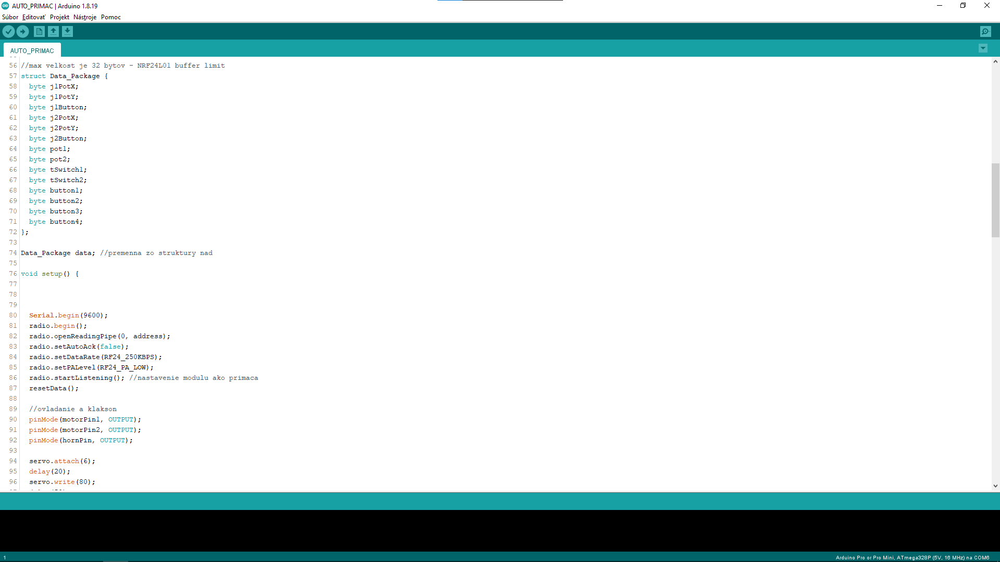 AUTO_PRIMAC | Arduino 1.8.19
Súbor Editovať Projekt Nástroje Pomoc
AUTO_PRIMAC
56 //max velkost je 32 bytov - NRF24L01 buffer limit
57 struct Data_Package {
58 byte j1PotX;
59 byte j1PotY;
60 byte j1Button;
61 byte j2PotX;
62 byte j2PotY;
63 byte j2Button;
64 byte pot1;
65 byte pot2;
66 byte tSwitch1;
67 byte tSwitch2;
68 byte button1;
69 byte button2;
70 byte button3;
71 byte button4;
72 };
73
74 Data_Package data; //premenna zo struktury nad
75
76 void setup() {
77
78
79
80 Serial.begin(9600);
81 radio.begin();
82 radio.openReadingPipe(0, address);
83 radio.setAutoAck(false);
84 radio.setDataRate(RF24_250KBPS);
85 radio.setPALevel(RF24_PA_LOW);
86 radio.startListening(); //nastavenie modulu ako primaca
87 resetData();
88
89 //ovladanie a klakson
90 pinMode(motorPin1, OUTPUT);
91 pinMode(motorPin2, OUTPUT);
92 pinMode(hornPin, OUTPUT);
93
94 servo.attach(6);
95 delay(20);
96 servo.write(80);
1
Arduino Pro or Pro Mini, ATmega328P (5V, 16 MHz) na COM6